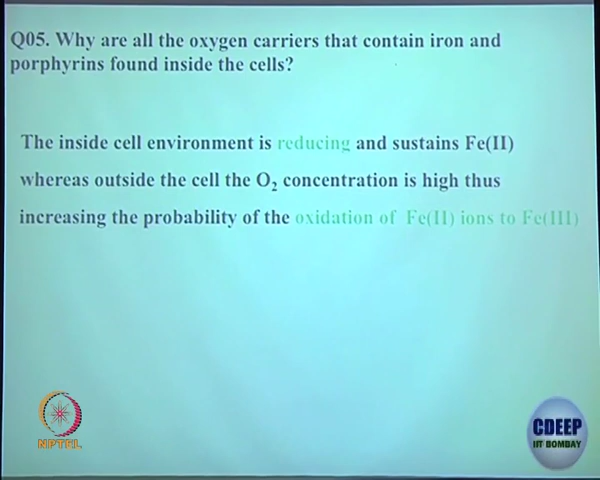 Q05. Why are all the oxygen carriers that contain iron and
porphyrins found inside the cells?
The inside cell environment is reducing and sustains Fe(II)
whereas outside the cell the O₂ concentration is high thus
increasing the probability of the oxidation of Fe(II) ions to Fe(III)
NPTEL
CDEEP
IIT BOMBAY